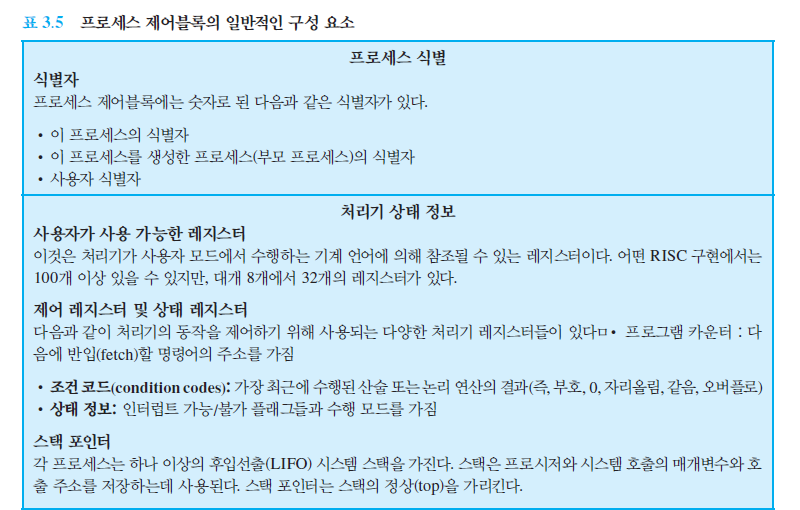 표 3.5 프로세스 제어블록의 일반적인 구성 요소
프로세스 식별
식별자
프로세스 제어블록에는 숫자로 된 다음과 같은 식별자가 있다.
• 이 프로세스의 식별자
• 이 프로세스를 생성한 프로세스(부모 프로세스)의 식별자
• 사용자 식별자
처리기 상태 정보
사용자가 사용 가능한 레지스터
이것은 처리기가 사용자 모드에서 수행하는 기계 언어에 의해 참조될 수 있는 레지스터이다. 어떤 RISC 구현에서는
100개 이상 있을 수 있지만, 대개 8개에서 32개의 레지스터가 있다.
제어 레지스터 및 상태 레지스터
다음과 같이 처리기의 동작을 제어하기 위해 사용되는 다양한 처리기 레지스터들이 있다ㅁ• 프로그램 카운터 : 다
음에 반입(fetch)할 명령어의 주소를 가짐
• 조건 코드(condition codes): 가장 최근에 수행된 산술 또는 논리 연산의 결과(즉, 부호, 0, 자리올림, 같음, 오버플로)
• 상태 정보: 인터럽트 가능/불가 플래그들과 수행 모드를 가짐
스택 포인터
각 프로세스는 하나 이상의 후입선출(LIFO) 시스템 스택을 가진다. 스택은 프로시저와 시스템 호출의 매개변수와 호
출 주소를 저장하는데 사용된다. 스택 포인터는 스택의 정상(top)을 가리킨다.